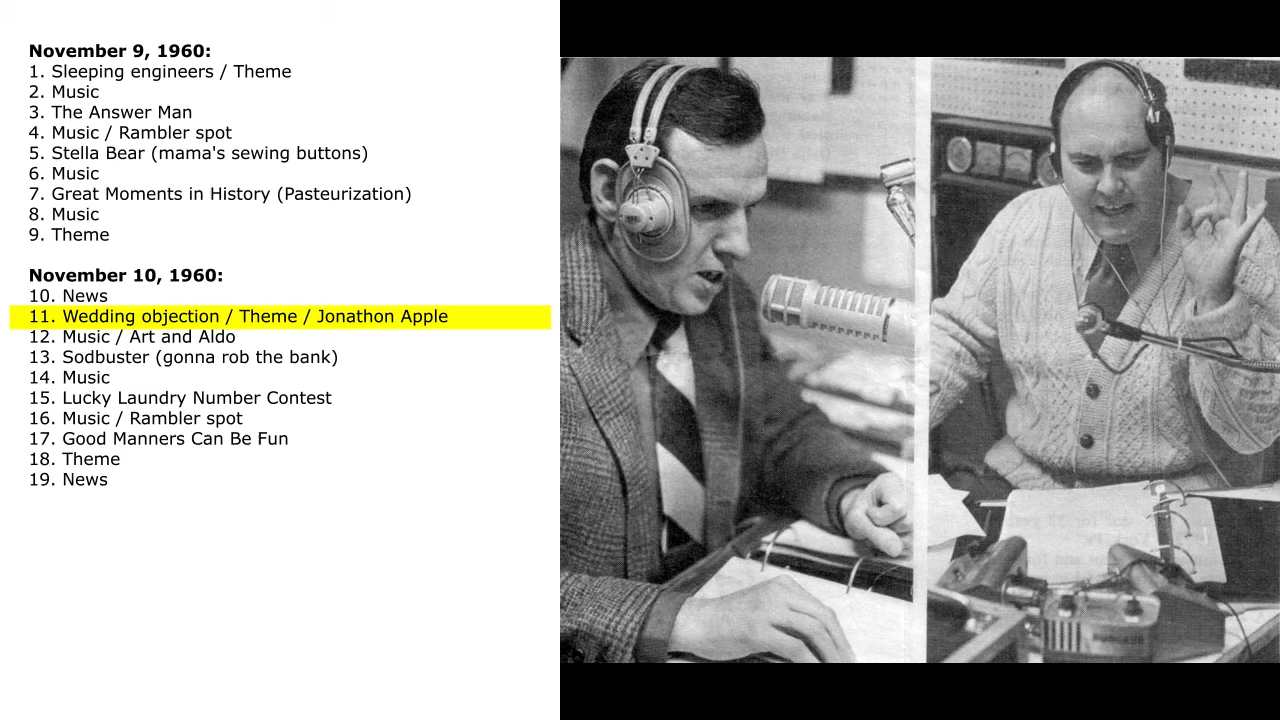 November 9, 1960:
1. Sleeping engineers / Theme
2. Music
3. The Answer Man
4. Music / Rambler spot
5. Stella Bear (mama's sewing buttons)
6. Music
7. Great Moments in History (Pasteurization)
8. Music
9. Theme
November 10, 1960:
10. News
11. Wedding objection / Theme / Jonathon Apple
12. Music / Art and Aldo
13. Sodbuster (gonna rob the bank)
14. Music
15. Lucky Laundry Number Contest
16. Music / Rambler spot
17. Good Manners Can Be Fun
18. Theme
19. News